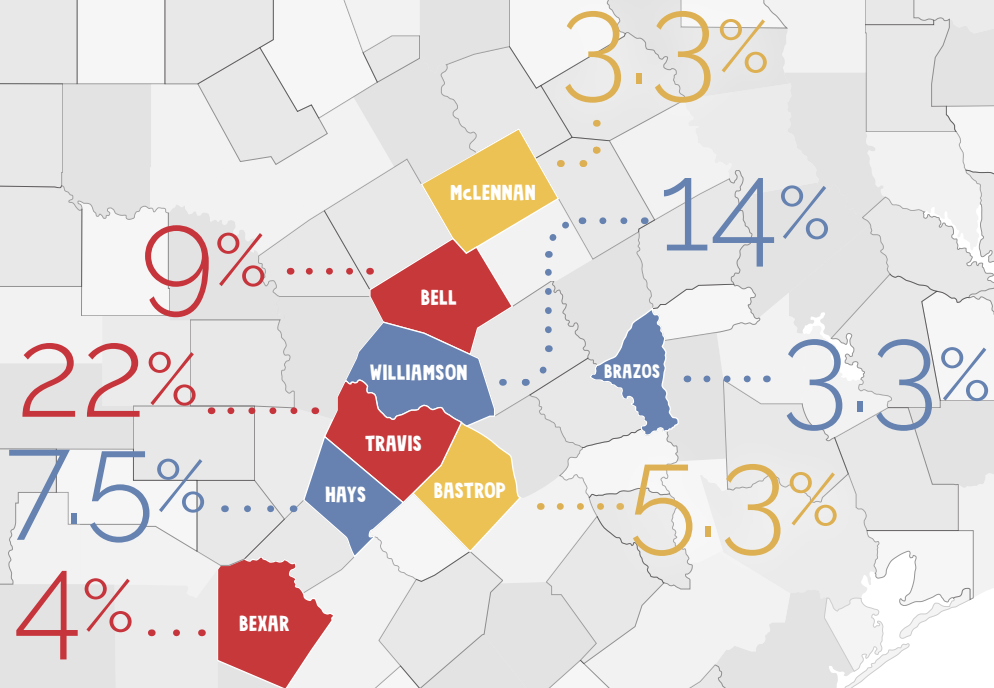 3.3%
McLENNAN
14%
9%
BELL
22%
WILLIAMSON
BRAZOS
3.3%
TRAVIS
7.5%
HAYS
BASTROP
5.3%
4%
BEXAR